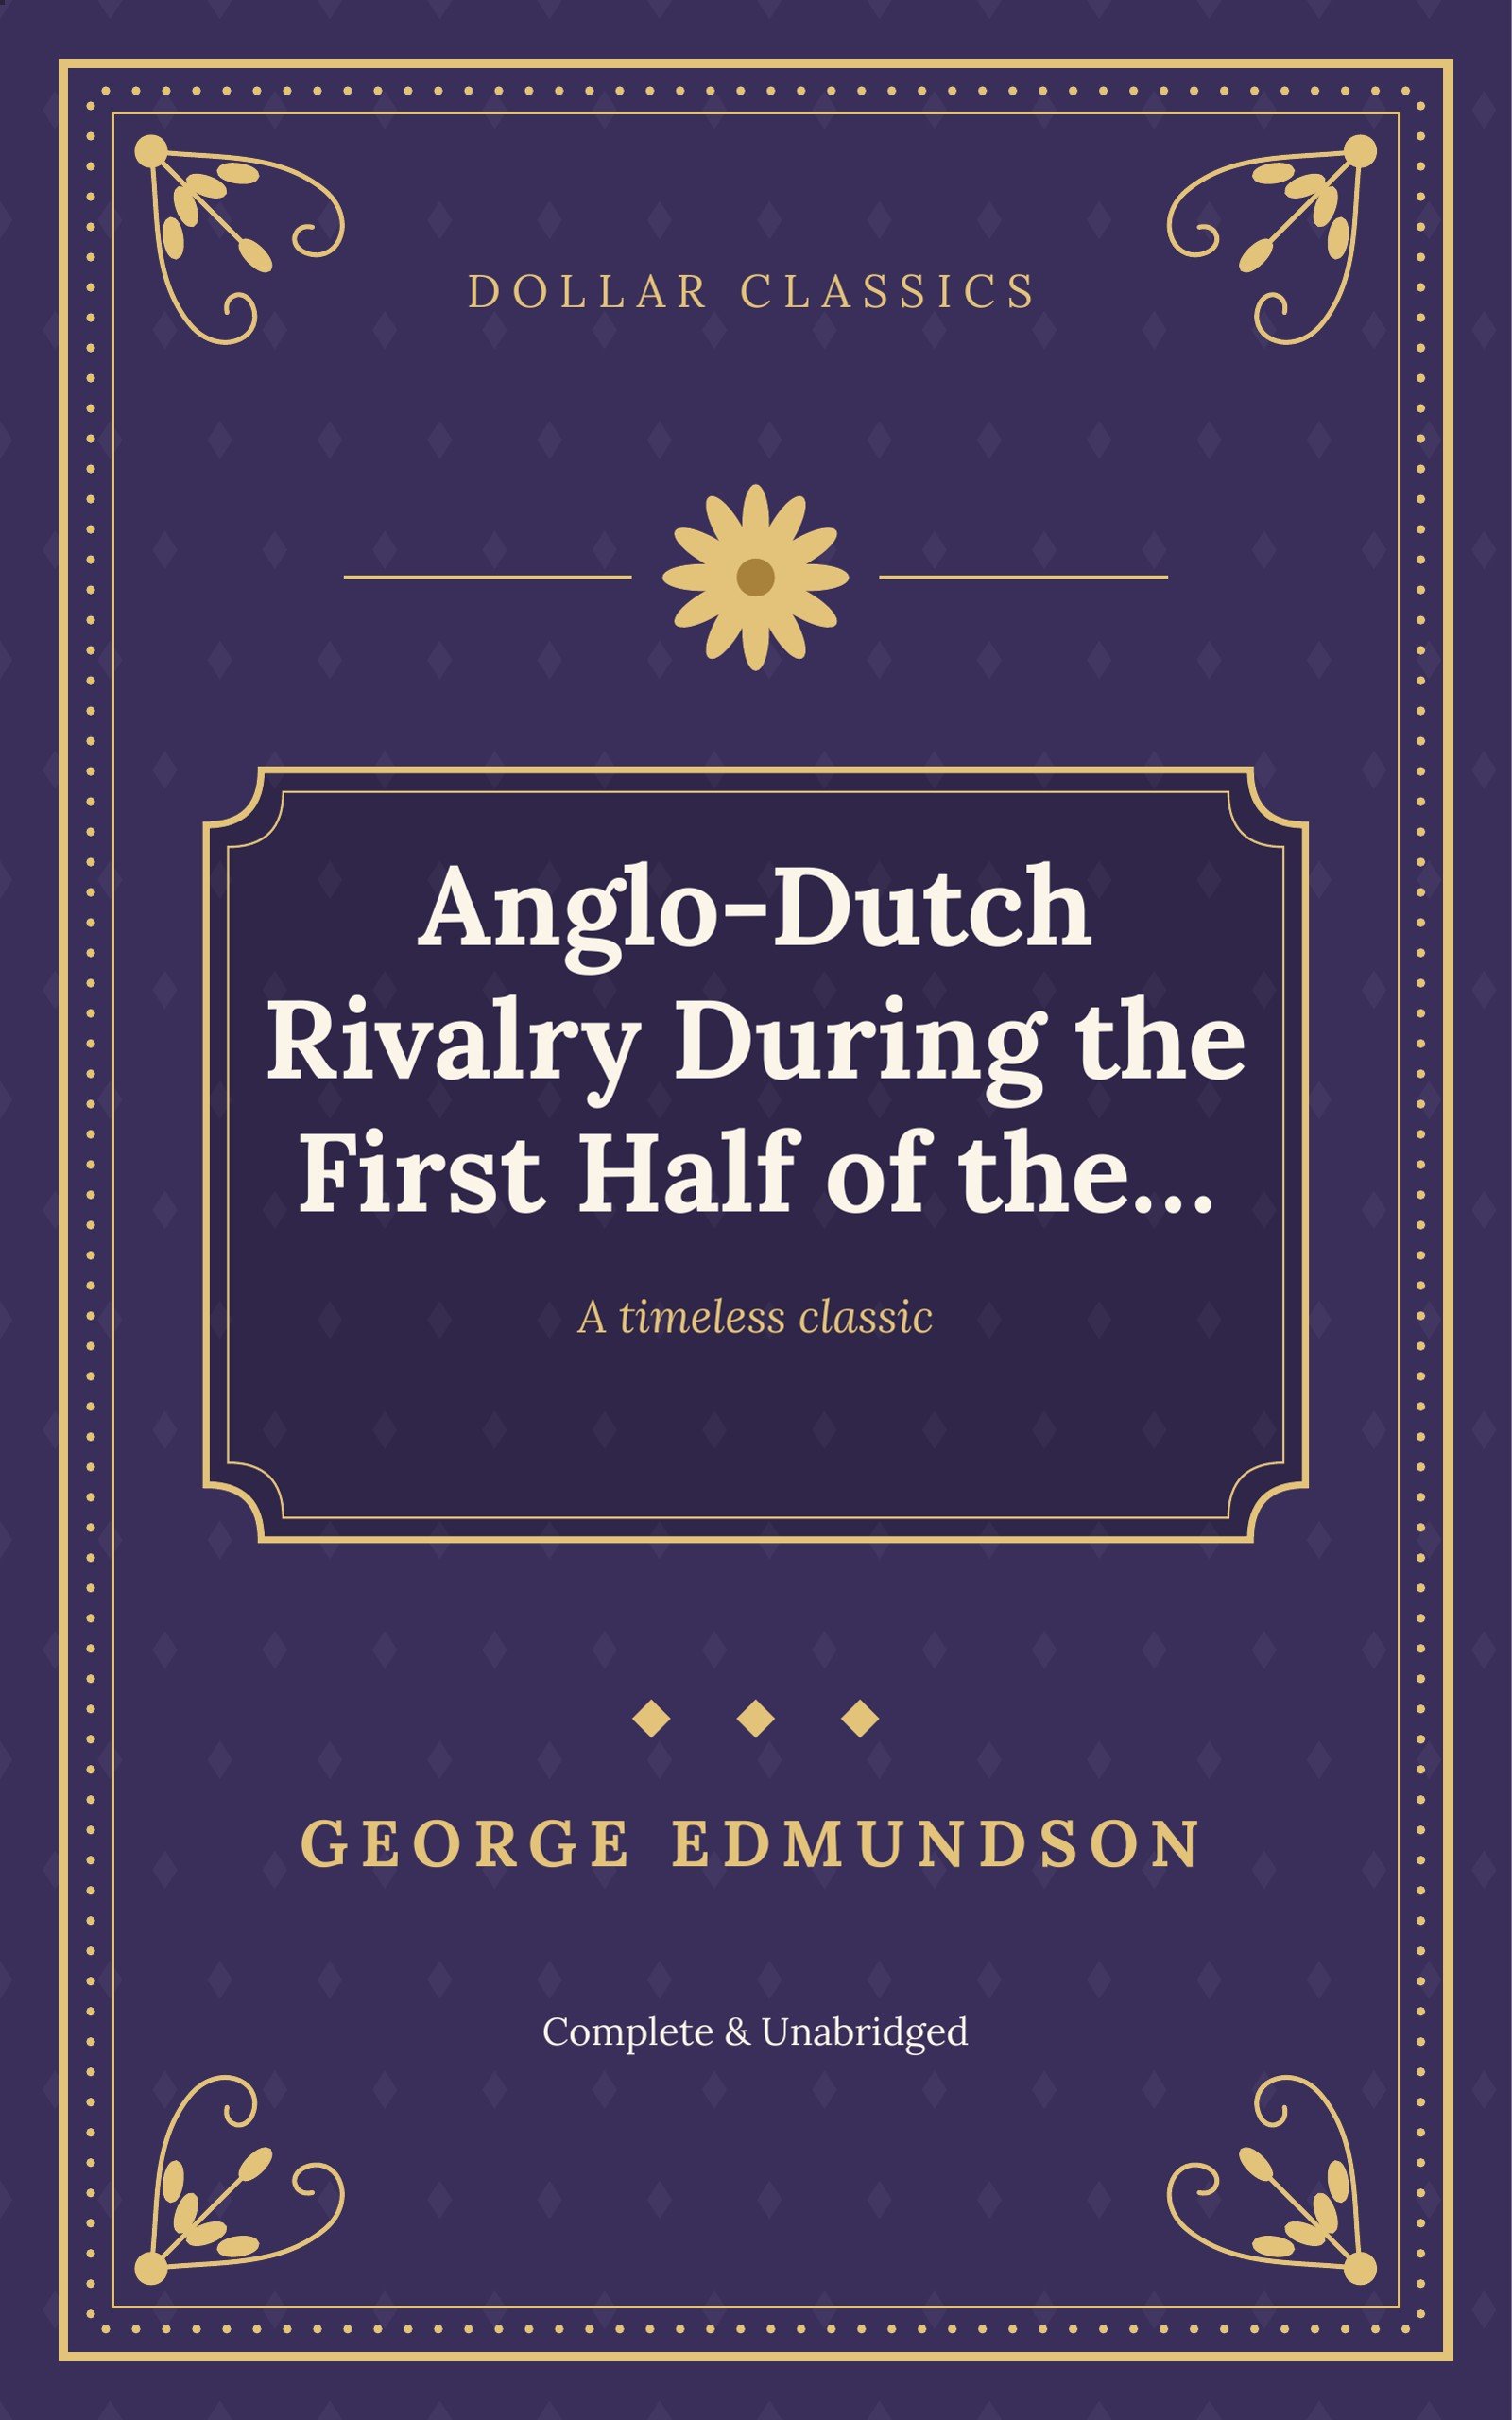 DOLLAR CLASSICS
Anglo-Dutch
Rivalry During the
First Half of the...
A timeless classic
GEORGE EDMUNDSON
Complete & Unabridged